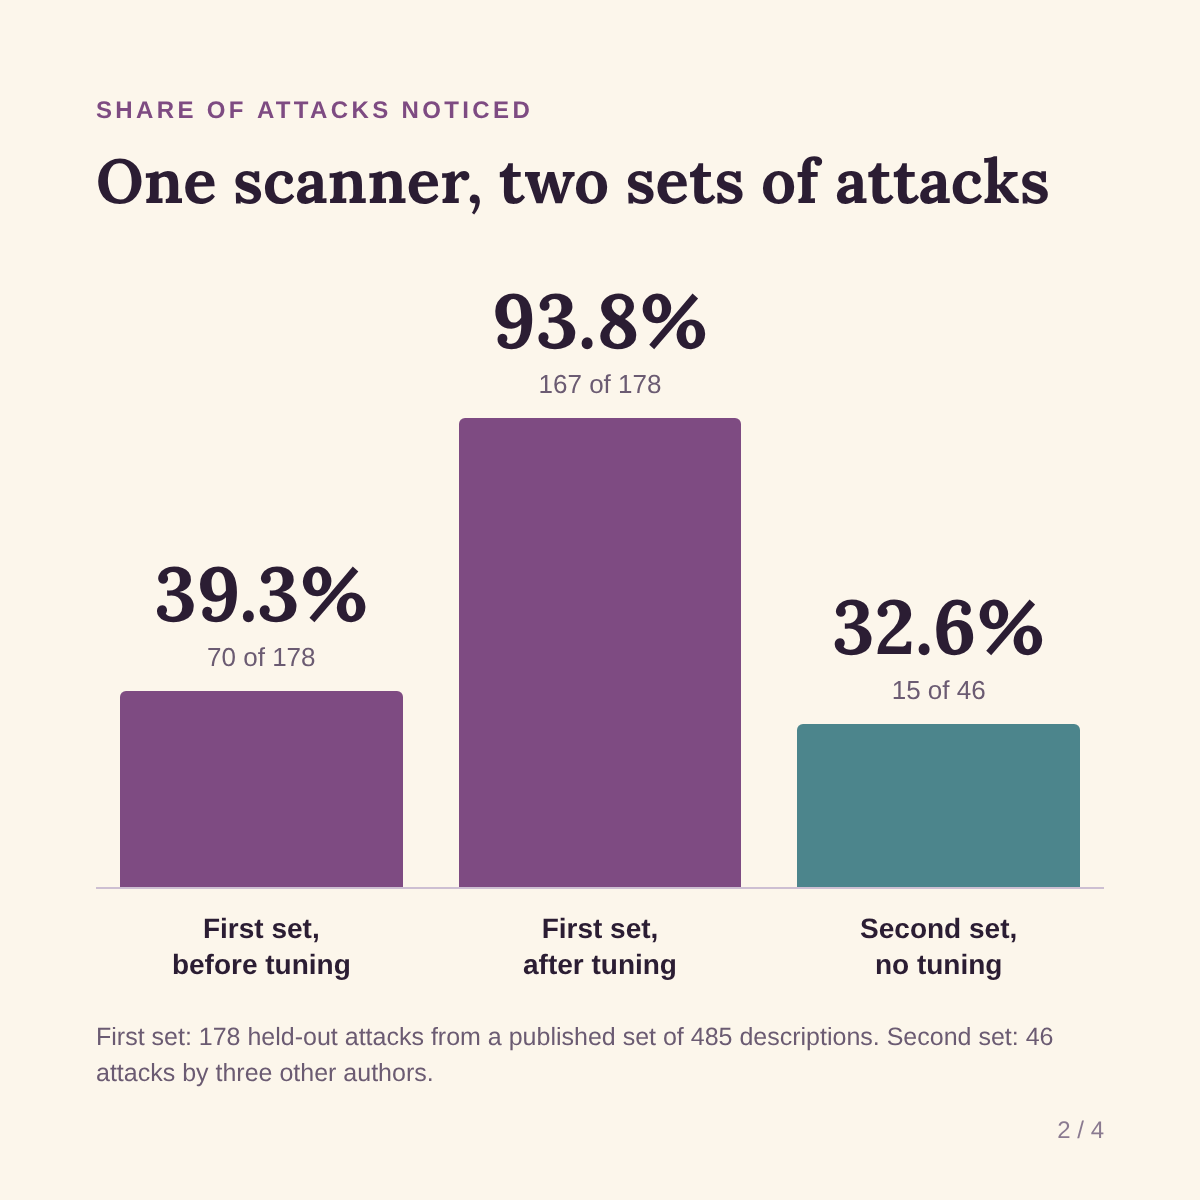 SHARE OF ATTACKS NOTICED
One scanner, two sets of attacks
93.8%
167 of 178
39.3%
70 of 178
32.6%
15 of 46
First set,
before tuning
First set,
after tuning
Second set,
no tuning
First set: 178 held-out attacks from a published set of 485 descriptions. Second set: 46
attacks by three other authors.
2 / 4